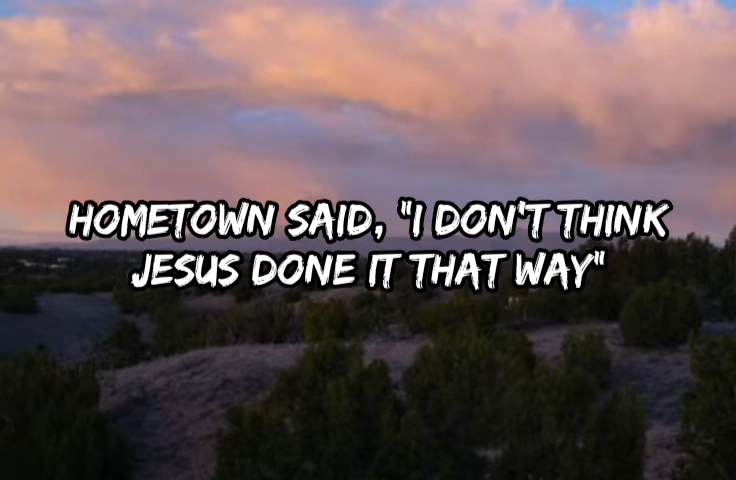 HOMETOWN SAID, "I DON'T THINK
JESUS DONE IT THAT WAY"